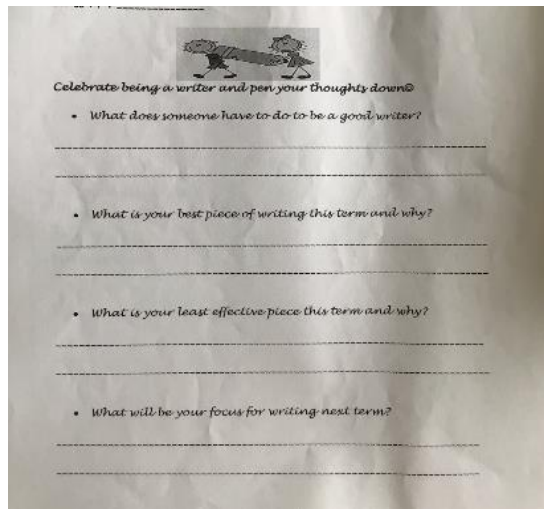 Celebrate being a writer and pen your thoughts down☺
• What does someone have to do to be a good writer?
• What is your best piece of writing this term and why?
• What is your least effective piece this term and why?
• What will be your focus for writing next term?